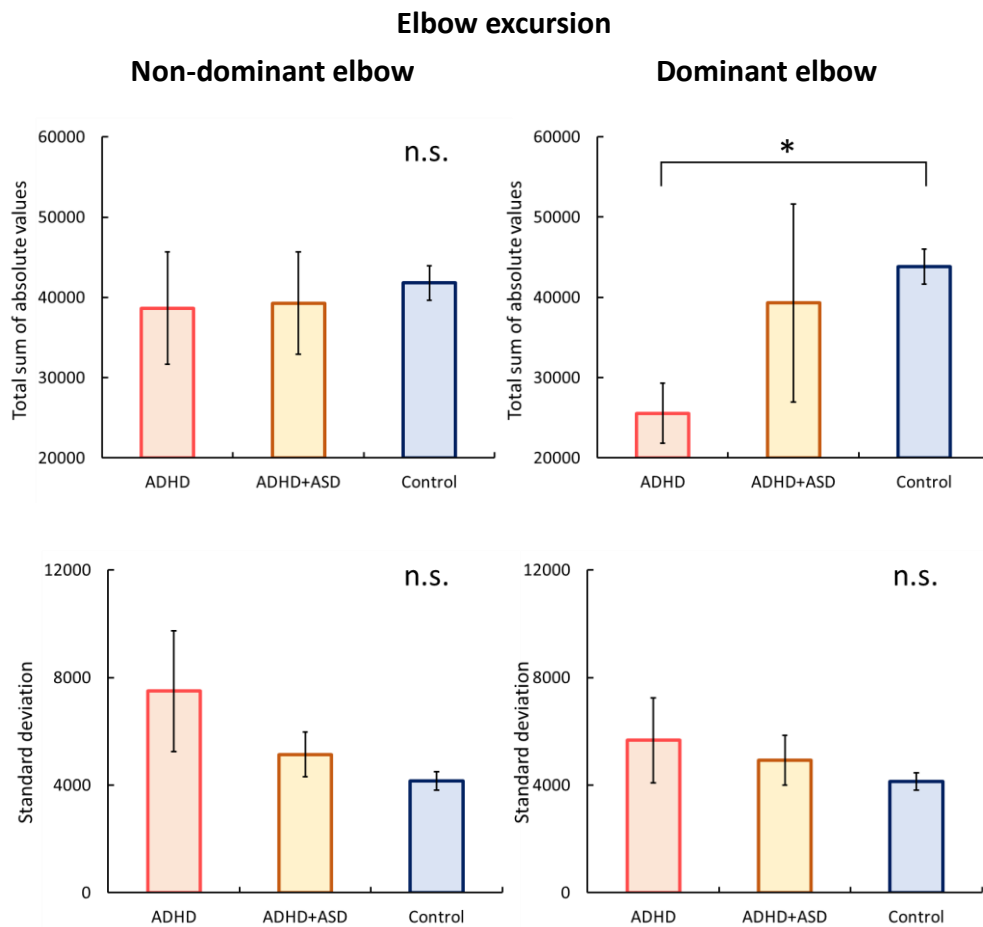 Elbow excursion
Non-dominant elbow
Dominant elbow
Total sum of absolute values
60000
50000
40000
30000
20000
n.s.
ADHD
ADHD+ASD
Control
Total sum of absolute values
60000
50000
40000
30000
20000
*
ADHD
ADHD+ASD
Control
Standard deviation
12000
8000
4000
0
n.s.
ADHD
ADHD+ASD
Control
Standard deviation
12000
8000
4000
0
n.s.
ADHD
ADHD+ASD
Control